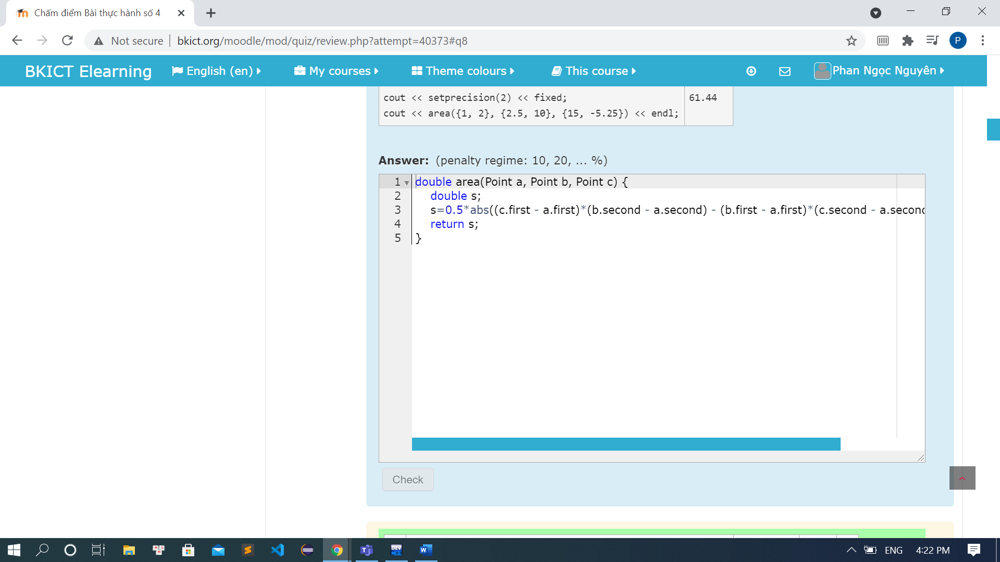 Chấm điểm Bài thực hành số 4
Not secure
bkict.org/moodle/mod/quiz/review.php?attempt=40373#q8
P
BKICT Elearning
English (en)
My courses
Theme colours
This course
Phan Ngọc Nguyên
cout << setprecision(2) << fixed;
61.44
cout << area({1, 2}, {2.5, 10}, {15, -5.25}) << endl;
Answer: (penalty regime: 10, 20, ... %)
1 double area(Point a, Point b, Point c) {
2 double s;
3 s=0.5*abs((c.first - a.first)*(b.second - a.second) - (b.first - a.first)*(c.second - a.second
4 return s;
5 }
Check
DEV
ENG
4:22 PM